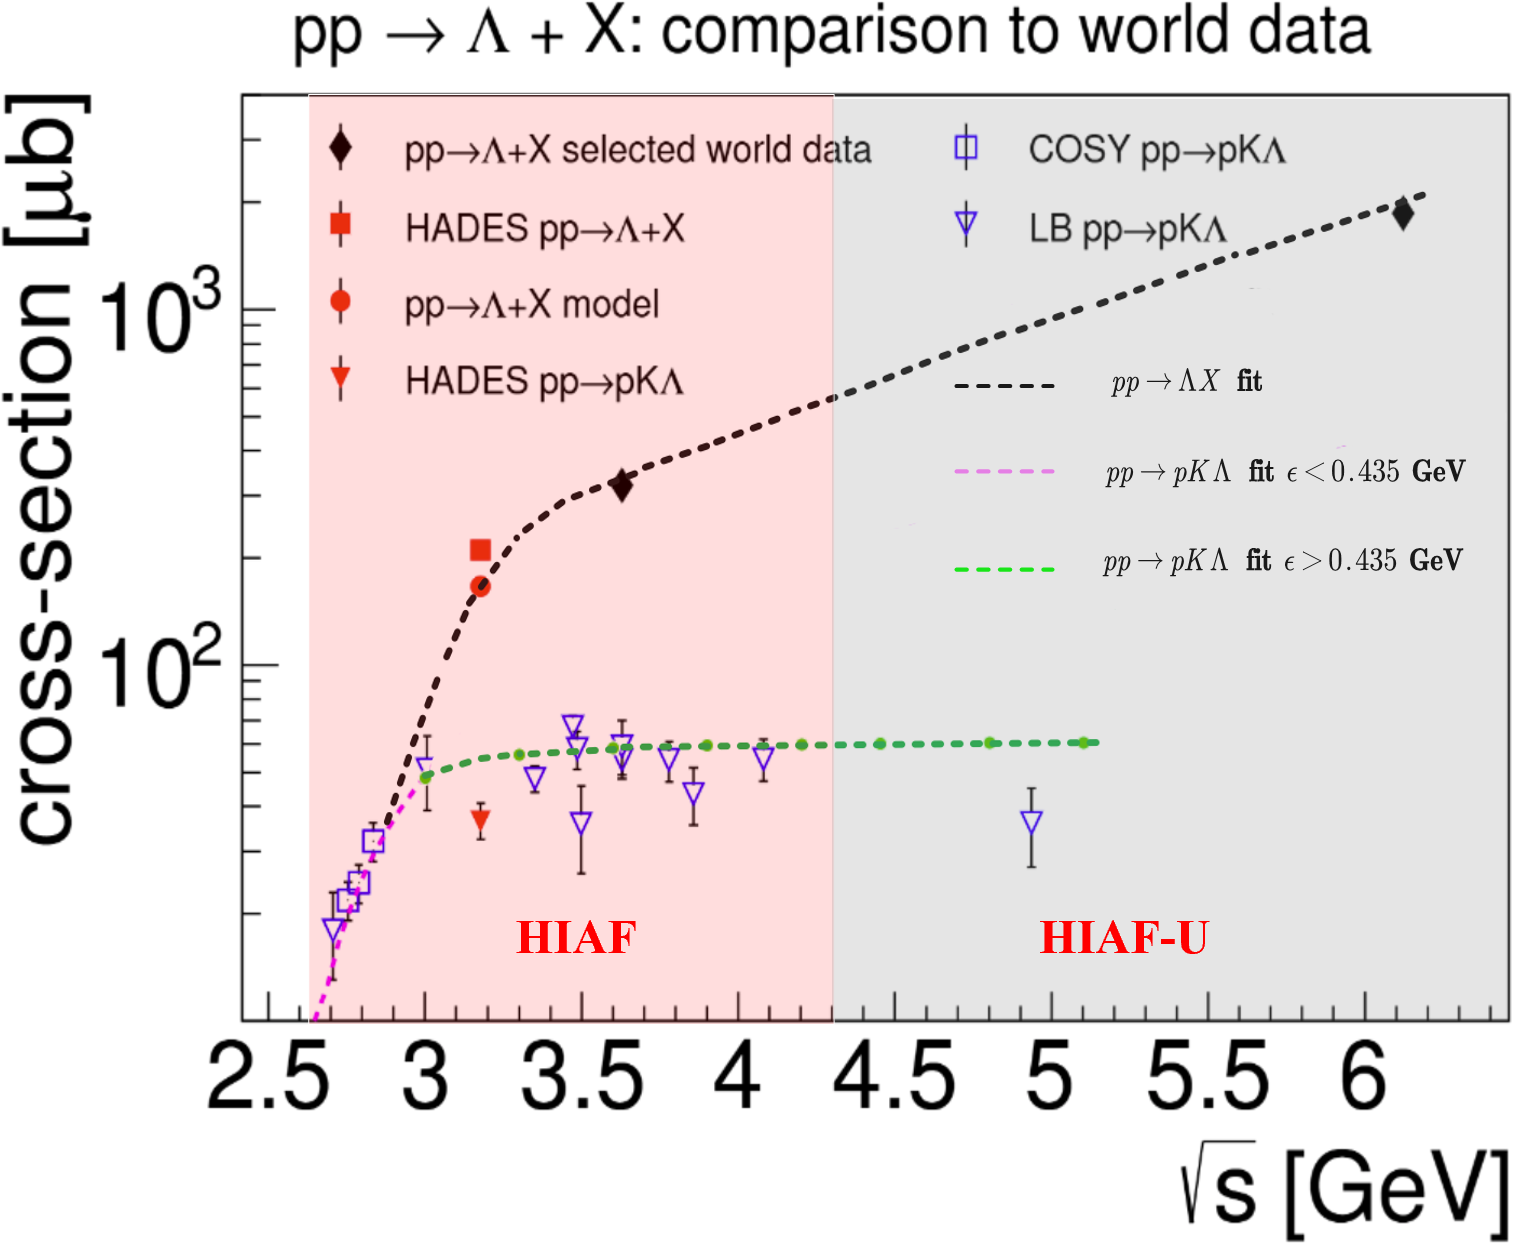 pp → Λ + X: comparison to world data
cross-section [μb]
10³
10²
pp→Λ+X selected world data
HADES pp→Λ+X
pp→Λ+X model
HADES pp→pKΛ
COSY pp→pKΛ
LB pp→pKΛ
pp → ΛX fit
pp → pKΛ fit ϵ < 0.435 GeV
pp → pKΛ fit ϵ > 0.435 GeV
HIAF
HIAF-U
2.5 3 3.5 4 4.5 5 5.5 6
√s [GeV]